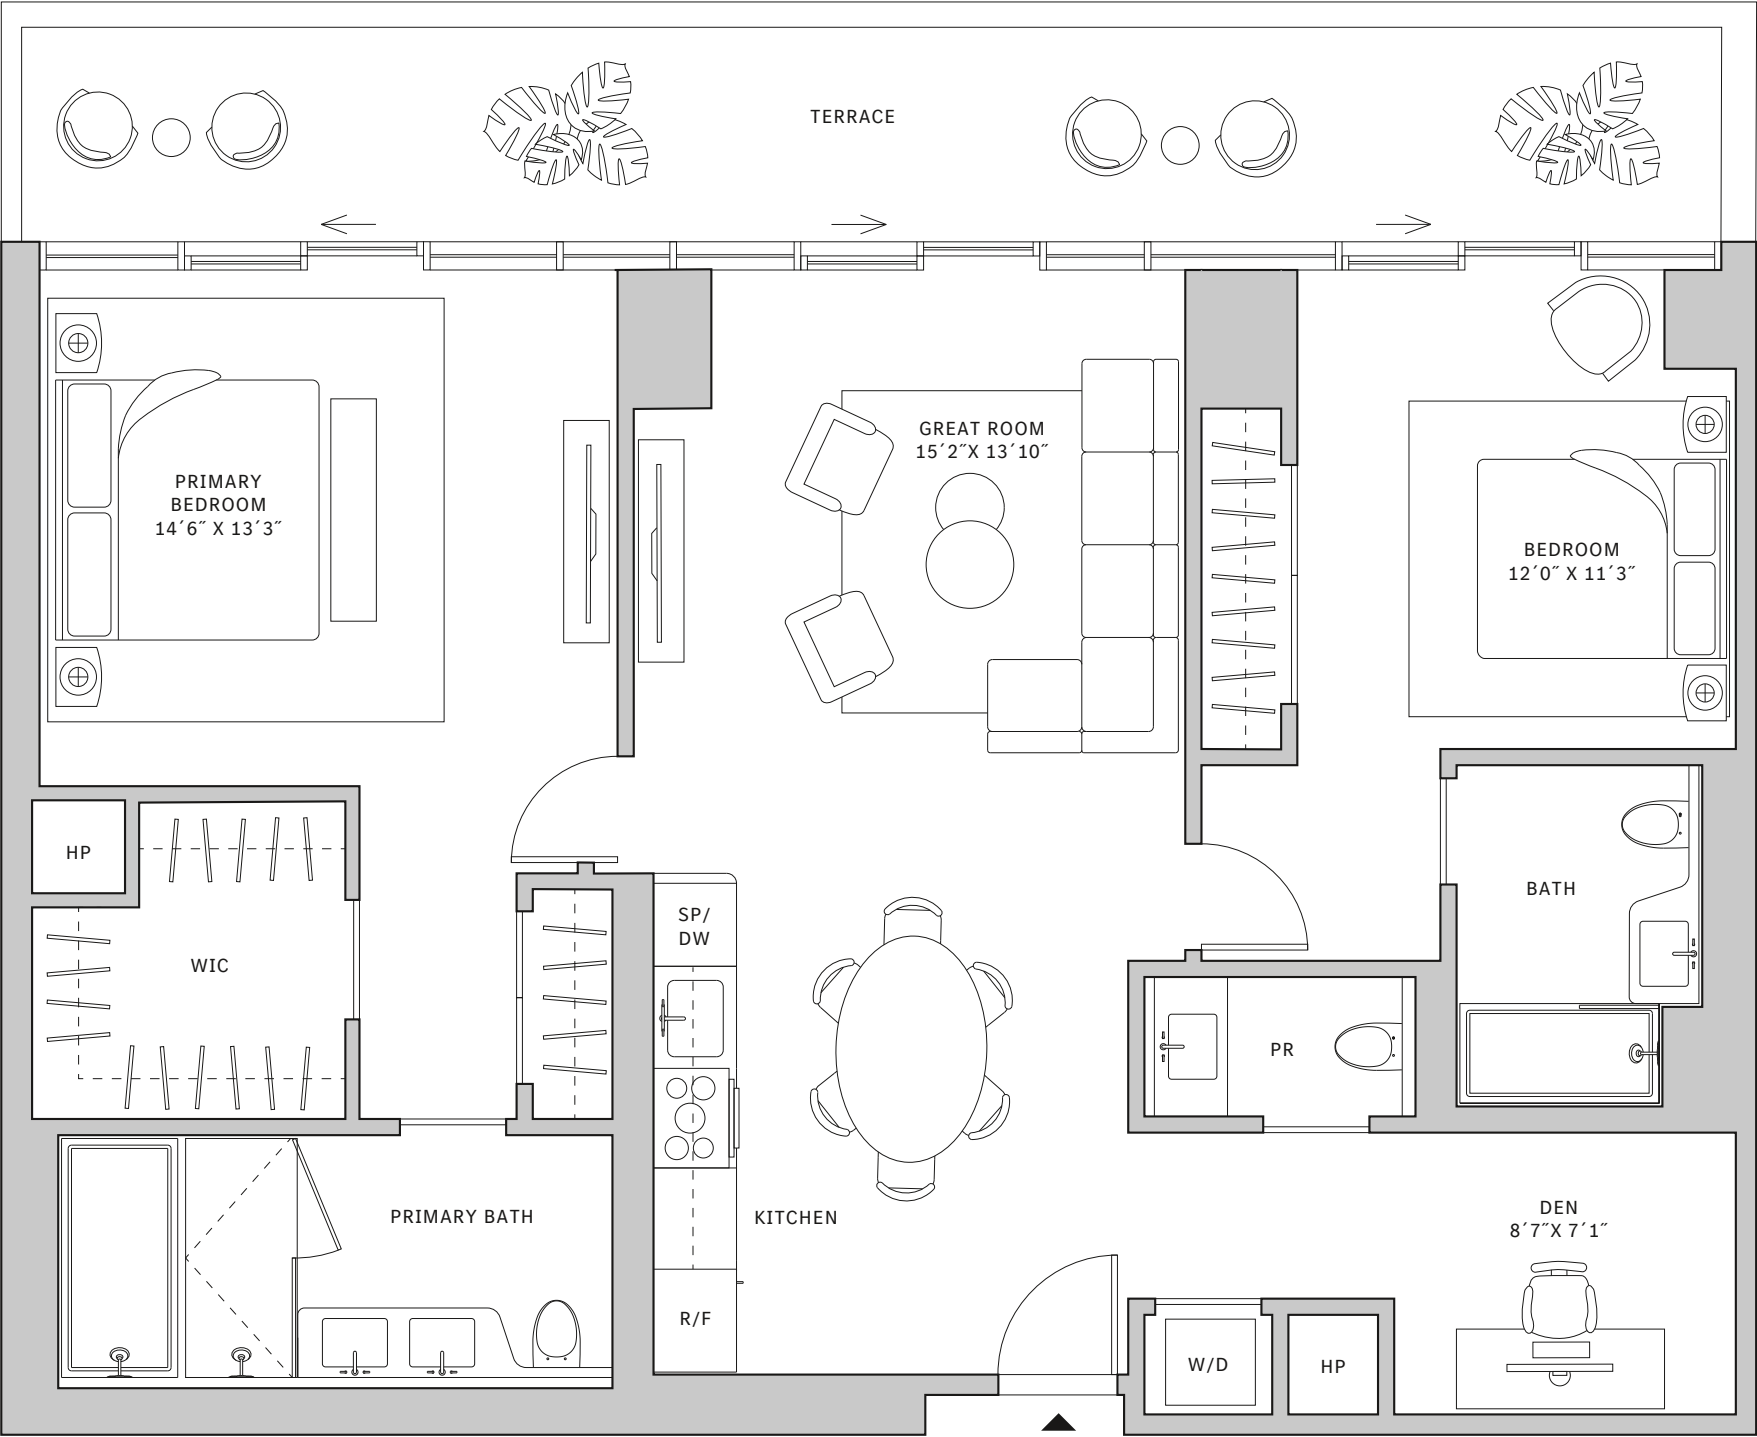 TERRACE
GREAT ROOM
15´2˝X 13´10˝
PRIMARY
BEDROOM
14´6˝ X 13´3˝
BEDROOM
12´0˝ X 11´3˝
HP
WIC
SP/
DW
BATH
PR
PRIMARY BATH
KITCHEN
DEN
8´7˝X 7´1˝
R/F
W/D
HP